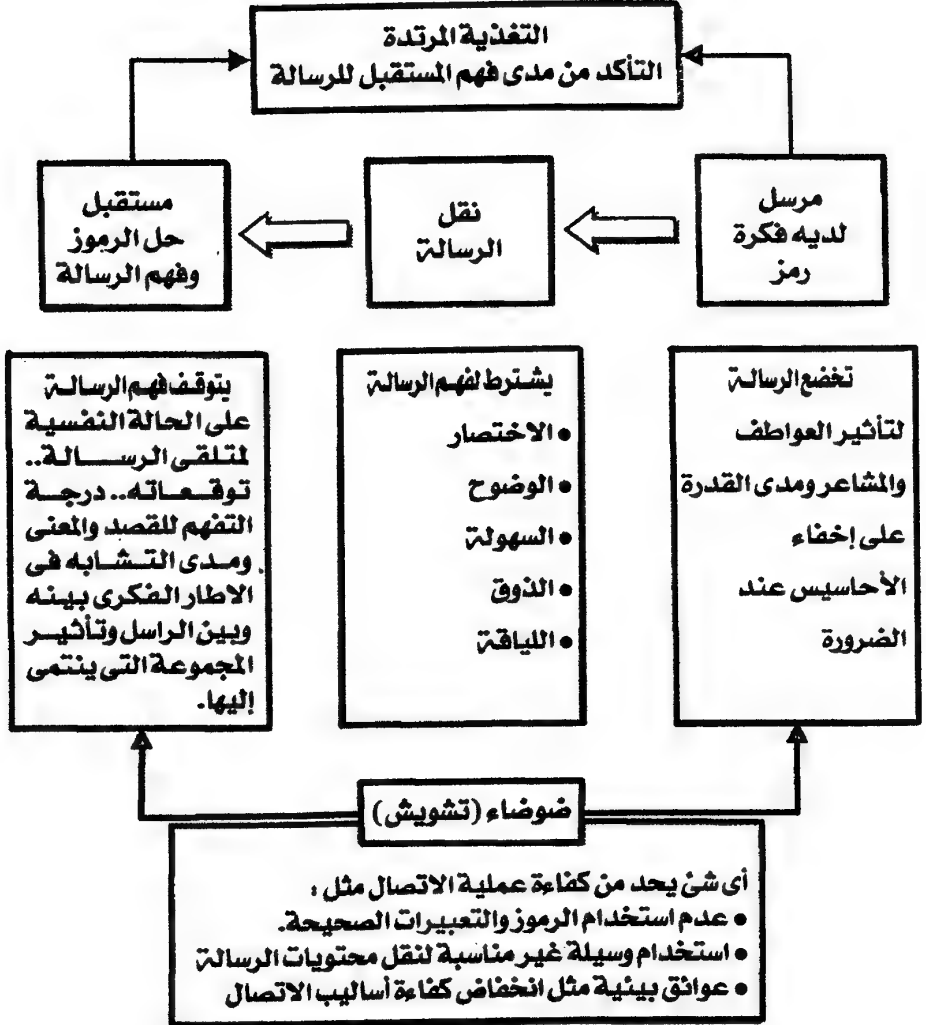 التغذية المرتدة
التأكد من مدى فهم المستقبل للرسالة
مرسل
لديه فكرة
رمز
نقل
الرسالة
مستقبل
حل الرموز
وفهم الرسالة
تخضع الرسالة
لتأثير العواطف
والمشاعر ومدى القدرة
على إخفاء
الأحاسيس عند
الضرورة
يشترط لفهم الرسالة
• الاختصار
• الوضوح
• السهولة
• الذوق
• اللياقة
يتوقف فهم الرسالة
على الحالة النفسية
لمتلقى الرسالة..
توقعاته.. درجة
التفهم للقصد والمعنى
ومدى التشابه فى
الاطار الفكرى بينه
وبين الراسل وتأثير
المجموعة التى ينتمى
إليها.
ضوضاء (تشويش)
أى شئ يحد من كفاءة عملية الاتصال مثل :
• عدم استخدام الرموز والتعبيرات الصحيحة.
• استخدام وسيلة غير مناسبة لنقل محتويات الرسالة
• عوائق بيئية مثل انخفاض كفاءة أساليب الاتصال